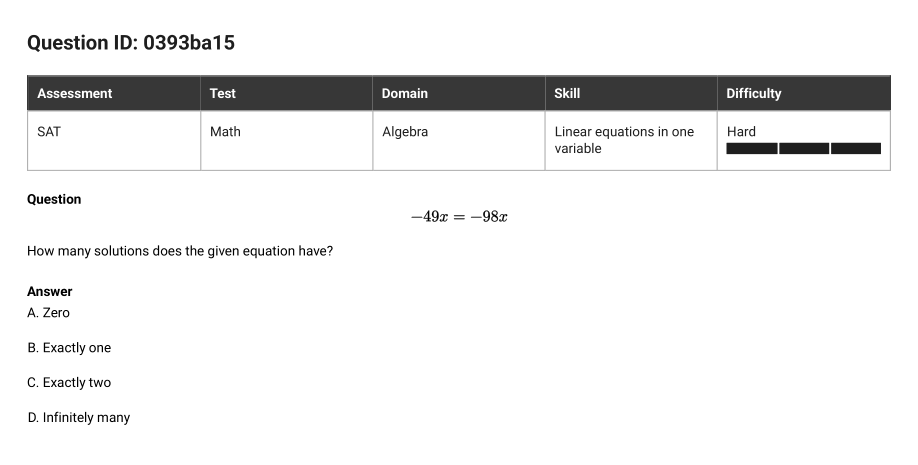 Question ID: 0393ba15
Assessment Test Domain Skill Difficulty
SAT Math Algebra Linear equations in one variable Hard
Question
−49x = −98x
How many solutions does the given equation have?
Answer
A. Zero
B. Exactly one
C. Exactly two
D. Infinitely many